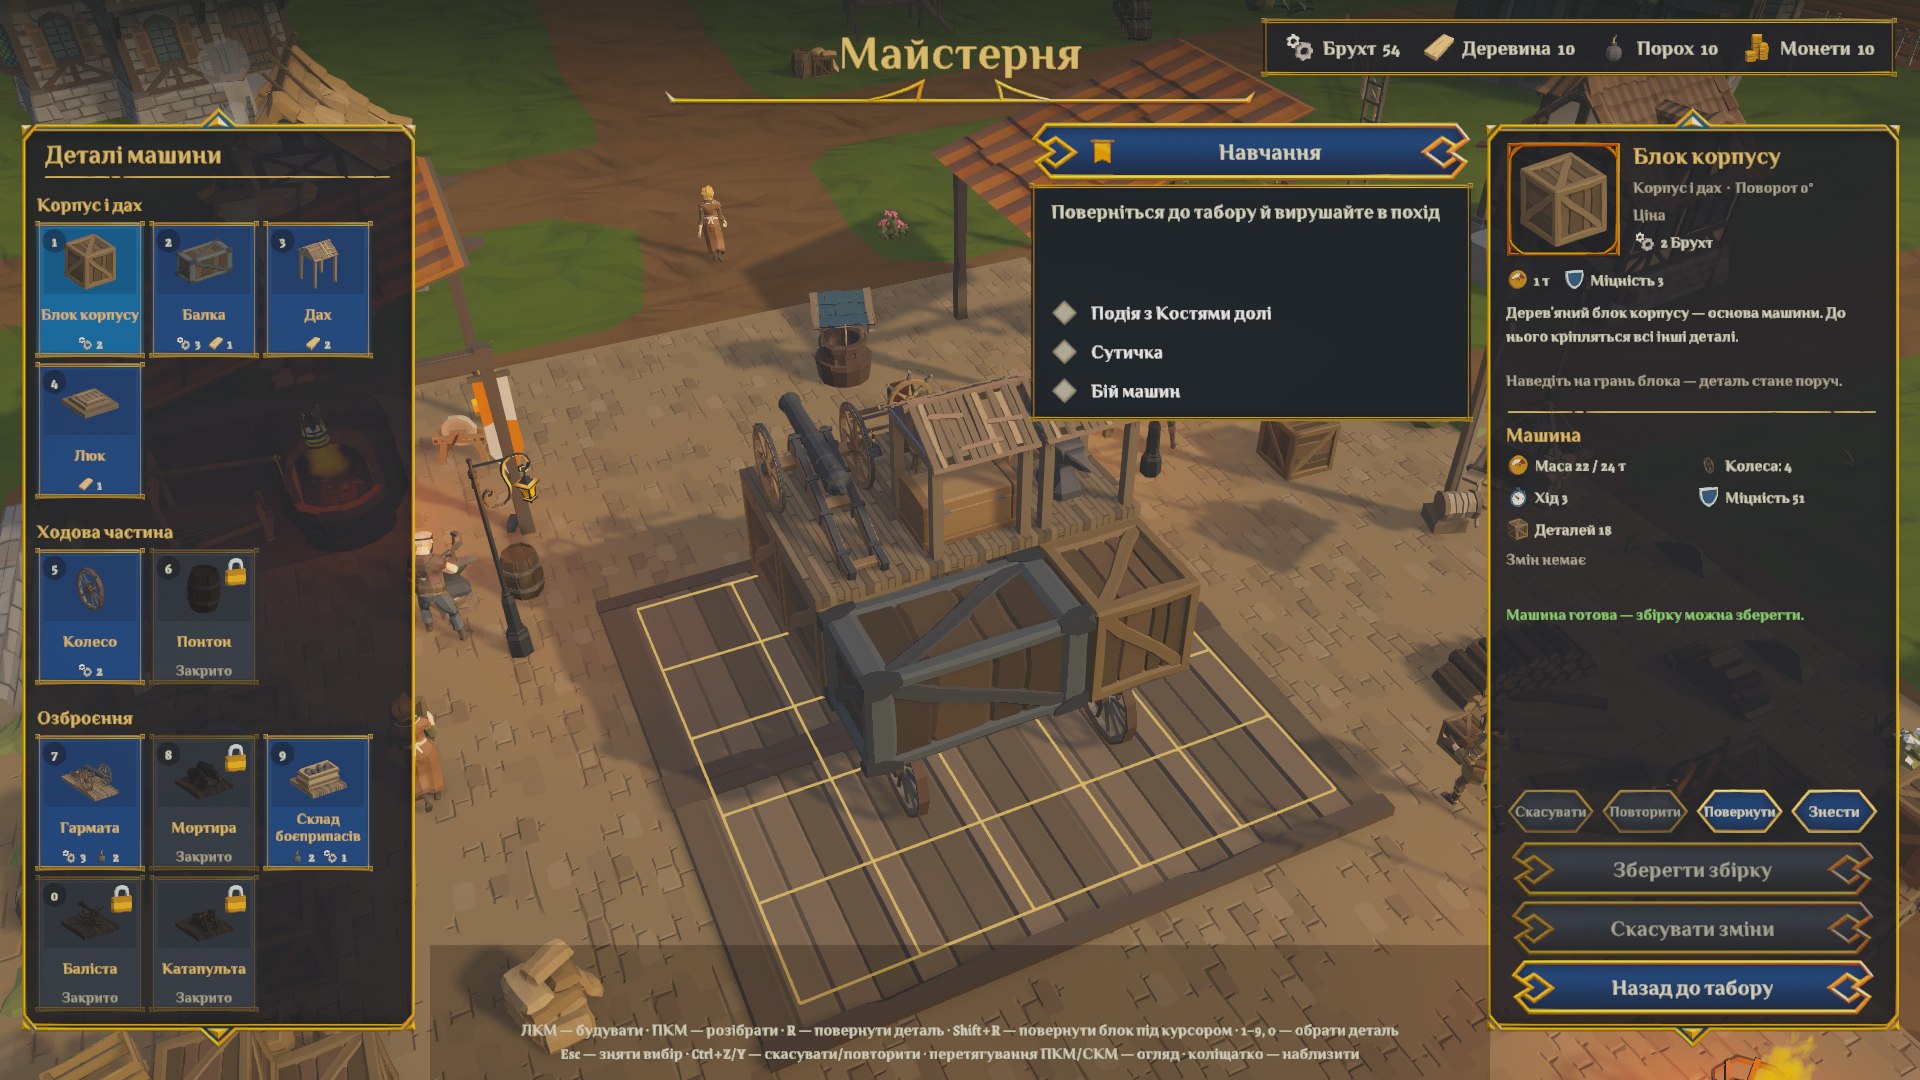 Майстерня
Брухт 54
Деревина 10
Порох 10
Монети 10
Деталі машини
Корпус і дах
1
Блок корпусу
2
2
Балка
3 1
3
Дах
2
4
Люк
1
Ходова частина
5
Колесо
2
6
Понтон
Закрито
Озброєння
7
Гармата
3 2
8
Мортира
Закрито
9
Склад
боєприпасів
2 1
0
Баліста
Закрито
Катапульта
Закрито
Навчання
Поверніться до табору й вирушайте в похід
Подія з Костями долі
Сутичка
Бій машин
Блок корпусу
Корпус і дах · Поворот 0°
Ціна
2 Брухт
1 т Міцність 3
Дерев'яний блок корпусу — основа машини. До
нього кріпляться всі інші деталі.
Наведіть на грань блока — деталь стане поруч.
Машина
Маса 22 / 24 т
Колеса: 4
Хід 3
Міцність 51
Деталей 18
Змін немає
Машина готова — збірку можна зберегти.
Скасувати
Повторити
Повернути
Знести
Зберегти збірку
Скасувати зміни
Назад до табору
ЛКМ — будувати · ПКМ — розібрати · R — повернути деталь · Shift+R — повернути блок під курсором · 1–9, 0 — обрати деталь
Esc — зняти вибір · Ctrl+Z/Y — скасувати/повторити · перетягування ПКМ/СКМ — огляд · коліщатко — наблизити